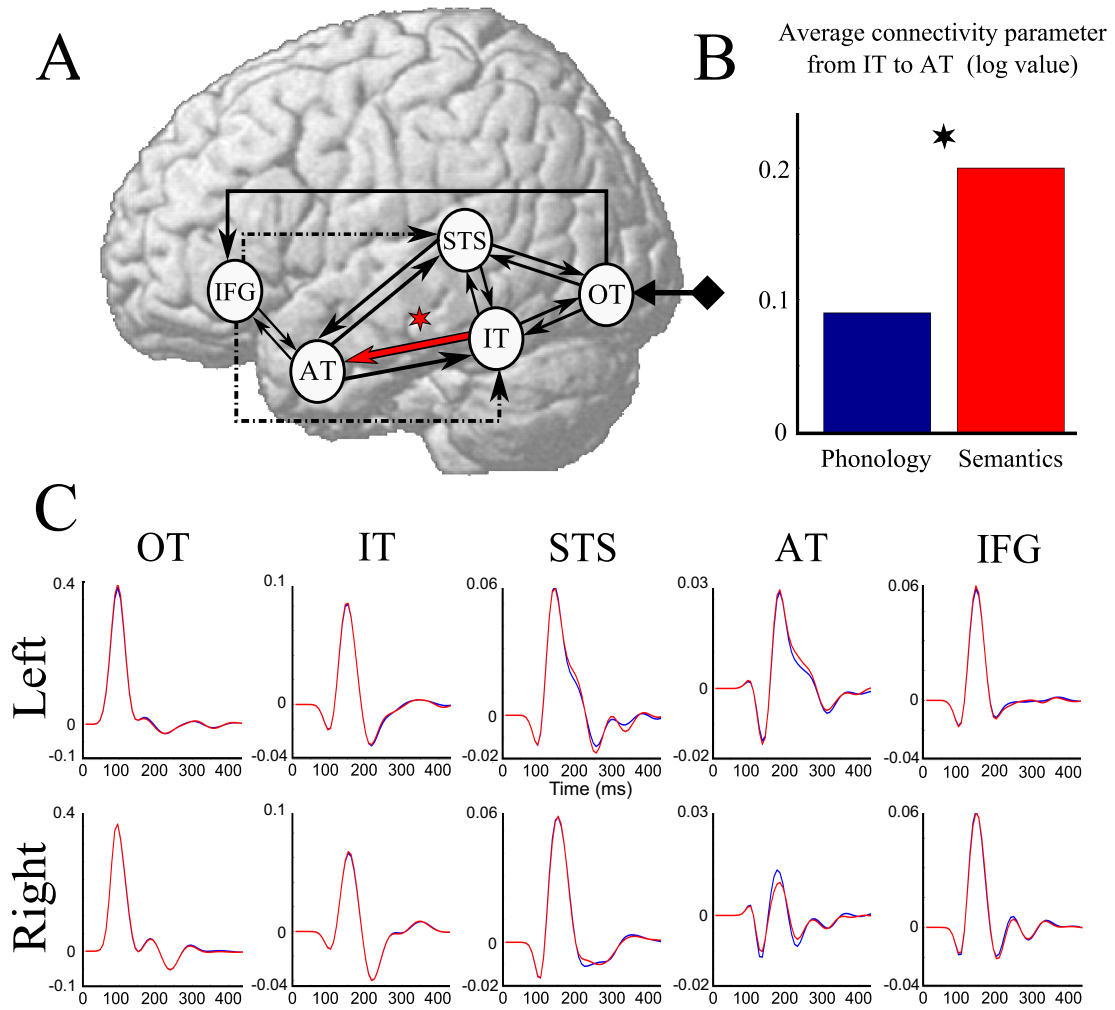 A
B
Average connectivity parameter
from IT to AT (log value)
STS
IFG
OT
IT
AT
0.2
0.1
0
Phonology Semantics
C
OT IT STS AT IFG
Left
0.4
0
-0.1
0 100 200 300 400
0.1
0
-0.04
0 100 200 300 400
0.06
0
-0.02
0 100 200 300 400
Time (ms)
0.03
0
-0.02
0 100 200 300 400
0.06
0
-0.04
0 100 200 300 400
Right
0.4
0
-0.1
0 100 200 300 400
0.1
0
-0.04
0 100 200 300 400
0.06
0
-0.02
0 100 200 300 400
0.03
0
-0.02
0 100 200 300 400
0.06
0
-0.04
0 100 200 300 400